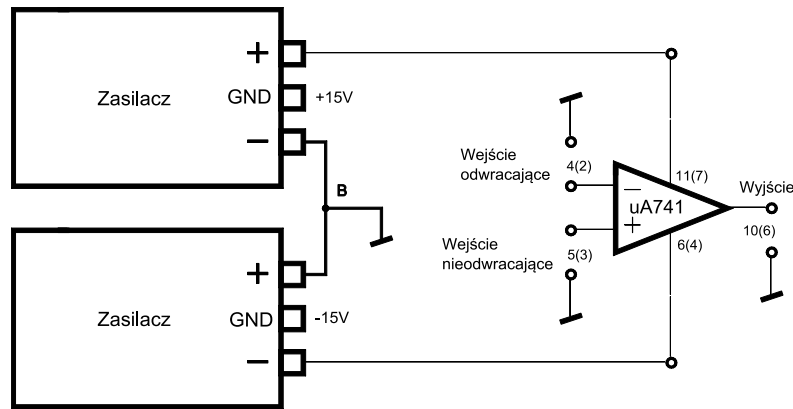 +
Zasilacz
GND
+15V
−
B
+
Zasilacz
GND
-15V
−
Wejście
odwracające
4(2)
Wejście
nieodwracające
5(3)
−
uA741
+
11(7)
6(4)
Wyjście
10(6)